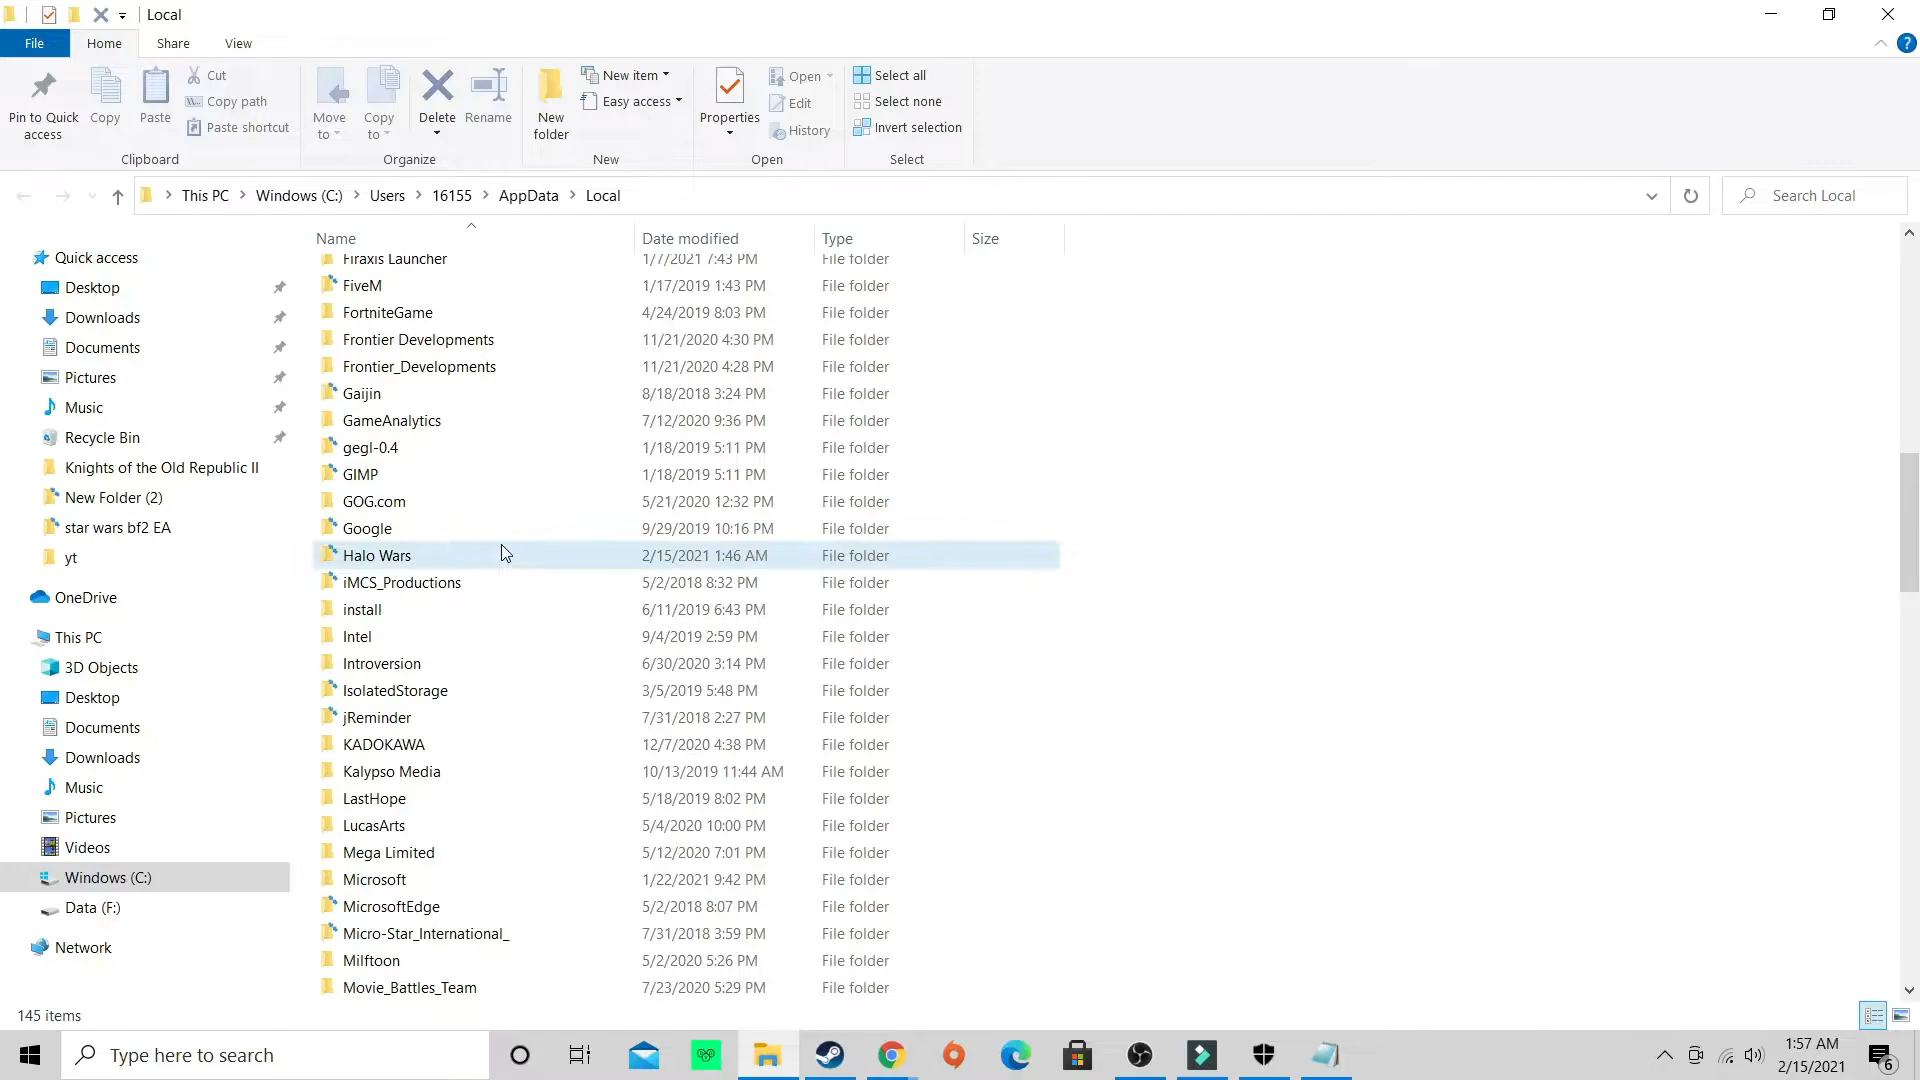 Local
File Home Share View
Pin to Quick access
Copy
Paste
Cut
Copy path
Paste shortcut
Clipboard
Move to
Copy to
Delete
Rename
Organize
New folder
New item
Easy access
New
Properties
Open
Edit
History
Open
Select all
Select none
Invert selection
Select
This PC > Windows (C:) > Users > 16155 > AppData > Local
Search Local
Quick access
Desktop
Downloads
Documents
Pictures
Music
Recycle Bin
Knights of the Old Republic II
New Folder (2)
star wars bf2 EA
yt
OneDrive
This PC
3D Objects
Desktop
Documents
Downloads
Music
Pictures
Videos
Windows (C:)
Data (F:)
Network
Name Date modified Type Size
Firaxis Launcher 1/7/2021 7:43 PM File folder
FiveM 1/17/2019 1:43 PM File folder
FortniteGame 4/24/2019 8:03 PM File folder
Frontier Developments 11/21/2020 4:30 PM File folder
Frontier_Developments 11/21/2020 4:28 PM File folder
Gaijin 8/18/2018 3:24 PM File folder
GameAnalytics 7/12/2020 9:36 PM File folder
gegl-0.4 1/18/2019 5:11 PM File folder
GIMP 1/18/2019 5:11 PM File folder
GOG.com 5/21/2020 12:32 PM File folder
Google 9/29/2019 10:16 PM File folder
Halo Wars 2/15/2021 1:46 AM File folder
iMCS_Productions 5/2/2018 8:32 PM File folder
install 6/11/2019 6:43 PM File folder
Intel 9/4/2019 2:59 PM File folder
Introversion 6/30/2020 3:14 PM File folder
IsolatedStorage 3/5/2019 5:48 PM File folder
jReminder 7/31/2018 2:27 PM File folder
KADOKAWA 12/7/2020 4:38 PM File folder
Kalypso Media 10/13/2019 11:44 AM File folder
LastHope 5/18/2019 8:02 PM File folder
LucasArts 5/4/2020 10:00 PM File folder
Mega Limited 5/12/2020 7:01 PM File folder
Microsoft 1/22/2021 9:42 PM File folder
MicrosoftEdge 5/2/2018 8:07 PM File folder
Micro-Star_International_ 7/31/2018 3:59 PM File folder
Milftoon 5/2/2020 5:26 PM File folder
Movie_Battles_Team 7/23/2020 5:29 PM File folder
145 items
Type here to search
1:57 AM
2/15/2021
6